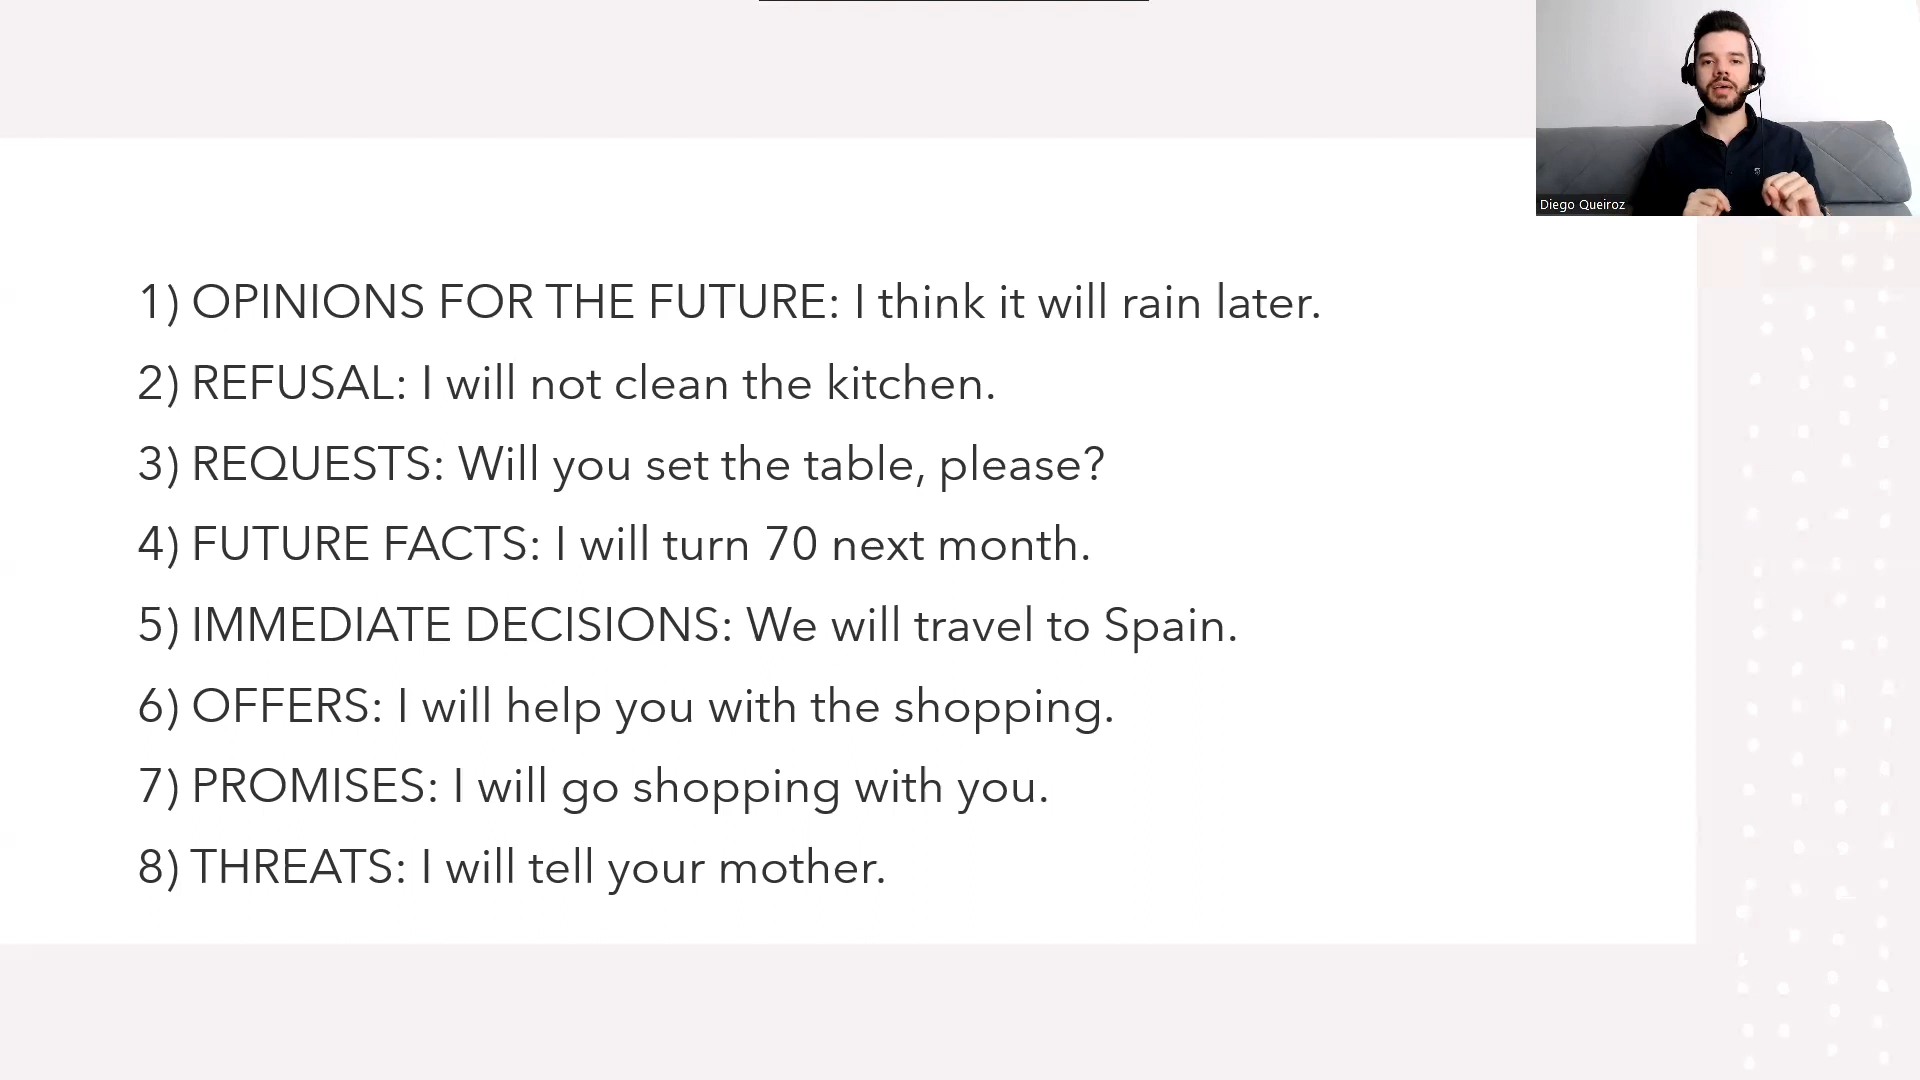 Diego Queiroz
1) OPINIONS FOR THE FUTURE: I think it will rain later.
2) REFUSAL: I will not clean the kitchen.
3) REQUESTS: Will you set the table, please?
4) FUTURE FACTS: I will turn 70 next month.
5) IMMEDIATE DECISIONS: We will travel to Spain.
6) OFFERS: I will help you with the shopping.
7) PROMISES: I will go shopping with you.
8) THREATS: I will tell your mother.